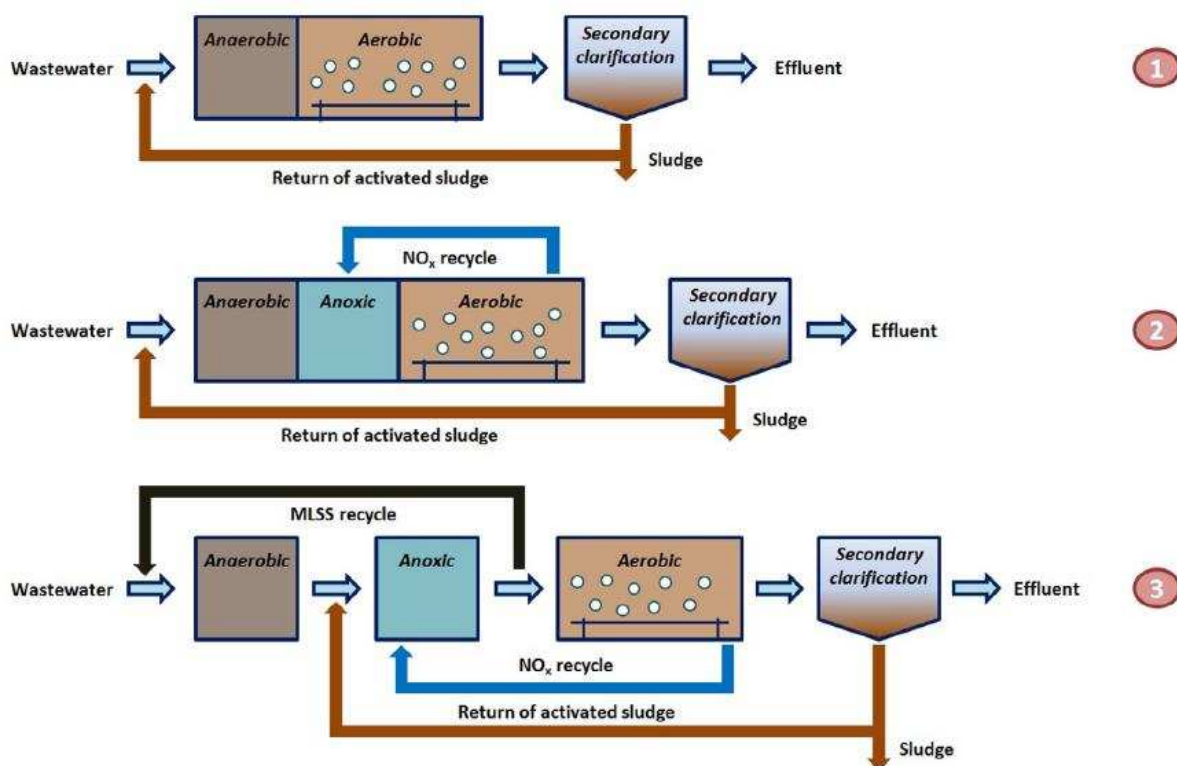 Anaerobic
Aerobic
Secondary
clarification
Wastewater
Effluent
1
Sludge
Return of activated sludge
NOx recycle
Anaerobic
Anoxic
Aerobic
Secondary
clarification
Wastewater
Effluent
2
Sludge
Return of activated sludge
MLSS recycle
Anaerobic
Anoxic
Aerobic
Secondary
clarification
Wastewater
Effluent
3
NOx recycle
Return of activated sludge
Sludge